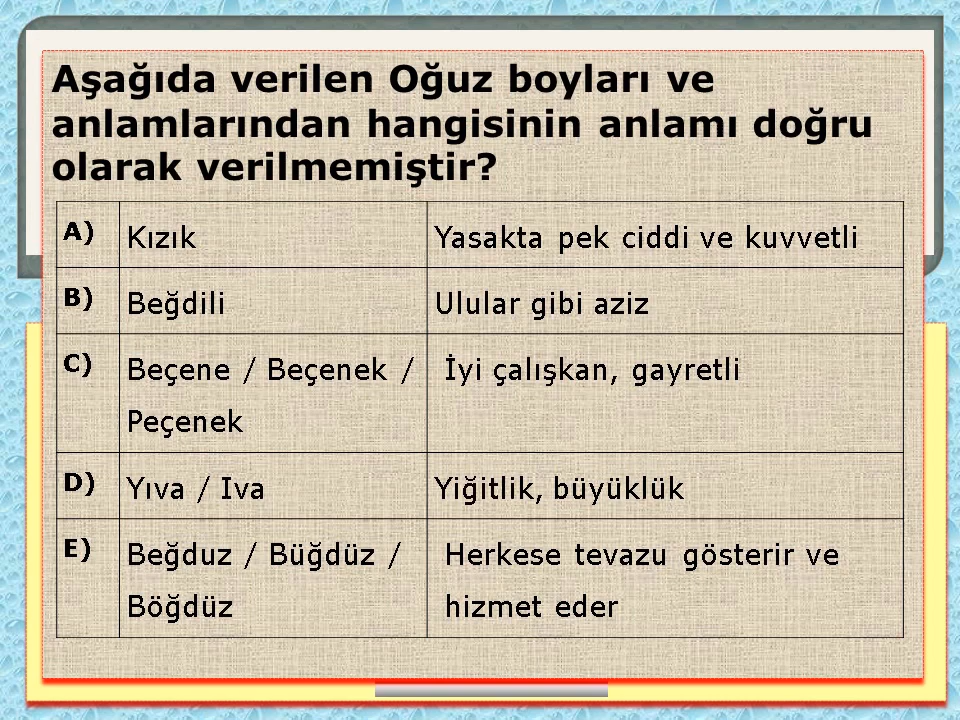 Aşağıda verilen Oğuz boyları ve
anlamlarından hangisinin anlamı doğru
olarak verilmemiştir?
A) Kızık Yasakta pek ciddi ve kuvvetli
B) Beğdili Ulular gibi aziz
C) Beçene / Beçenek / İyi çalışkan, gayretli
Peçenek
D) Yıva / Iva Yiğitlik, büyüklük
E) Beğduz / Büğdüz / Herkese tevazu gösterir ve
Böğdüz hizmet eder